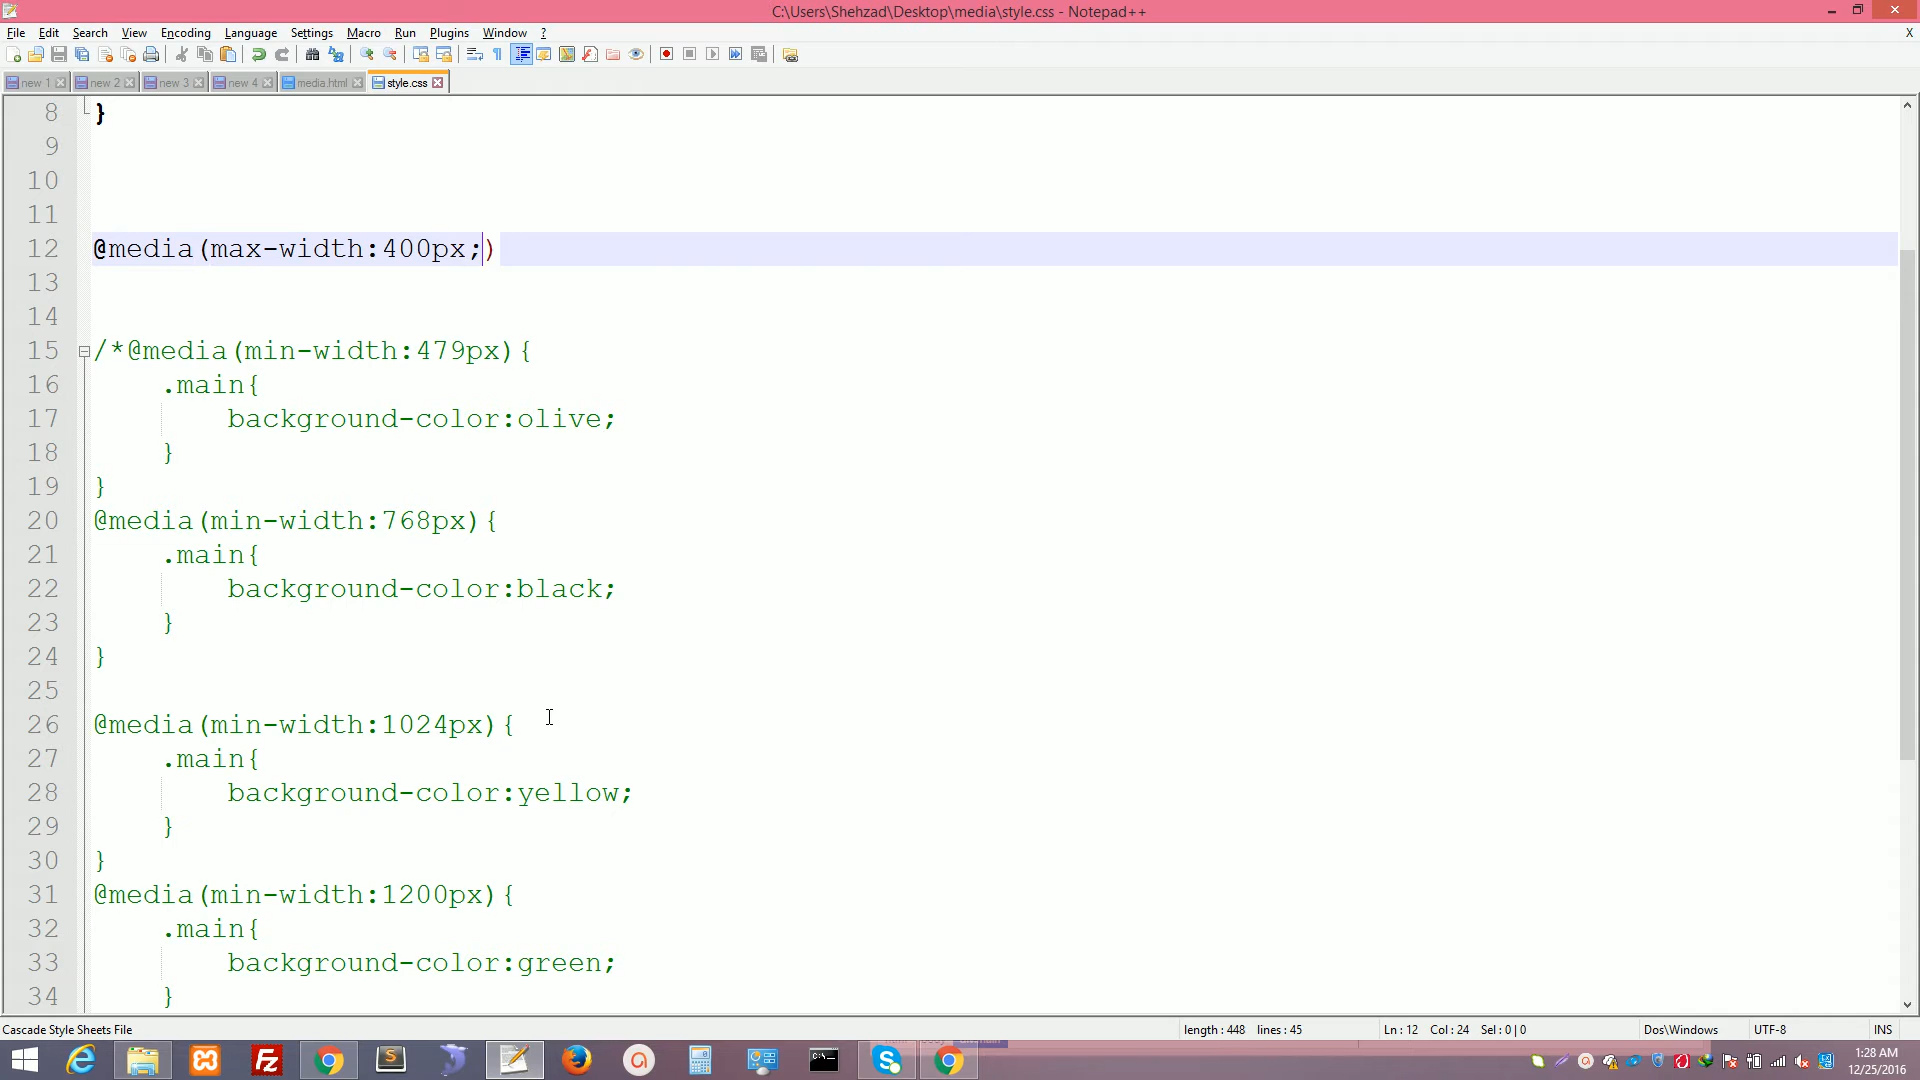 C:\Users\Shehzad\Desktop\media\style.css - Notepad++
File Edit Search View Encoding Language Settings Macro Run Plugins Window ? X
new 1 new 2 new 3 new 4 media.html style.css
8 }
9
10
11
12 @media(max-width:400px;)
13
14
15 /*@media(min-width:479px){
16 .main{
17 background-color:olive;
18 }
19 }
20 @media(min-width:768px){
21 .main{
22 background-color:black;
23 }
24 }
25
26 @media(min-width:1024px){
27 .main{
28 background-color:yellow;
29 }
30 }
31 @media(min-width:1200px){
32 .main{
33 background-color:green;
34 }
Cascade Style Sheets File length : 448 lines : 45 Ln : 12 Col : 24 Sel : 0 | 0 Dos\Windows UTF-8 INS
1:28 AM
12/25/2016